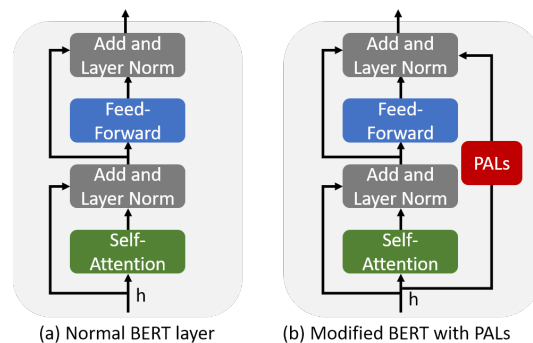 Add and
Layer Norm
Feed-
Forward
Add and
Layer Norm
Self-
Attention
h
(a) Normal BERT layer
Add and
Layer Norm
Feed-
Forward
PALs
Add and
Layer Norm
Self-
Attention
h
(b) Modified BERT with PALs